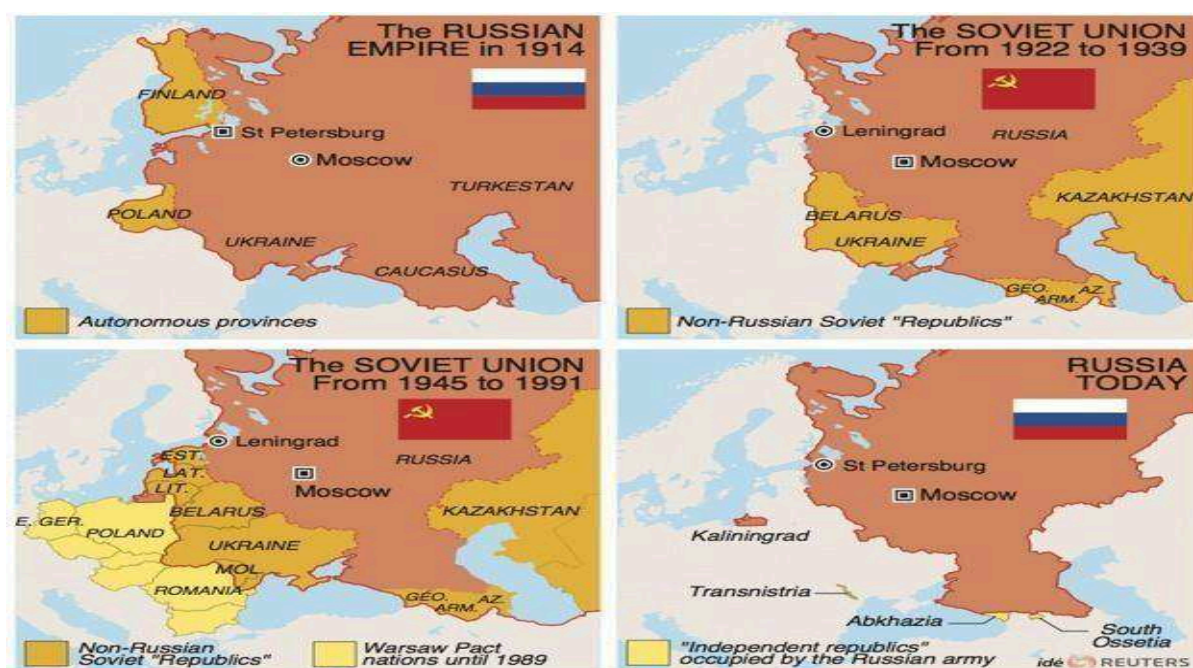 The RUSSIAN
EMPIRE in 1914
FINLAND
St Petersburg
Moscow
TURKESTAN
POLAND
UKRAINE
CAUCASUS
Autonomous provinces
The SOVIET UNION
From 1922 to 1939
Leningrad
RUSSIA
Moscow
KAZAKHSTAN
BELARUS
UKRAINE
GEO.
AZ.
ARM.
Non-Russian Soviet "Republics"
The SOVIET UNION
From 1945 to 1991
Leningrad
EST.
RUSSIA
LAT.
Moscow
LIT.
KAZAKHSTAN
BELARUS
E. GER.
POLAND
UKRAINE
MOL.
ROMANIA
GÉO.
AZ.
ARM.
Non-Russian
Soviet "Republics"
Warsaw Pact
nations until 1989
RUSSIA
TODAY
St Petersburg
Moscow
Kaliningrad
Transnistria
Abkhazia
South
Ossetia
"Independent republics"
occupied by the Russian army
idé REUTERS